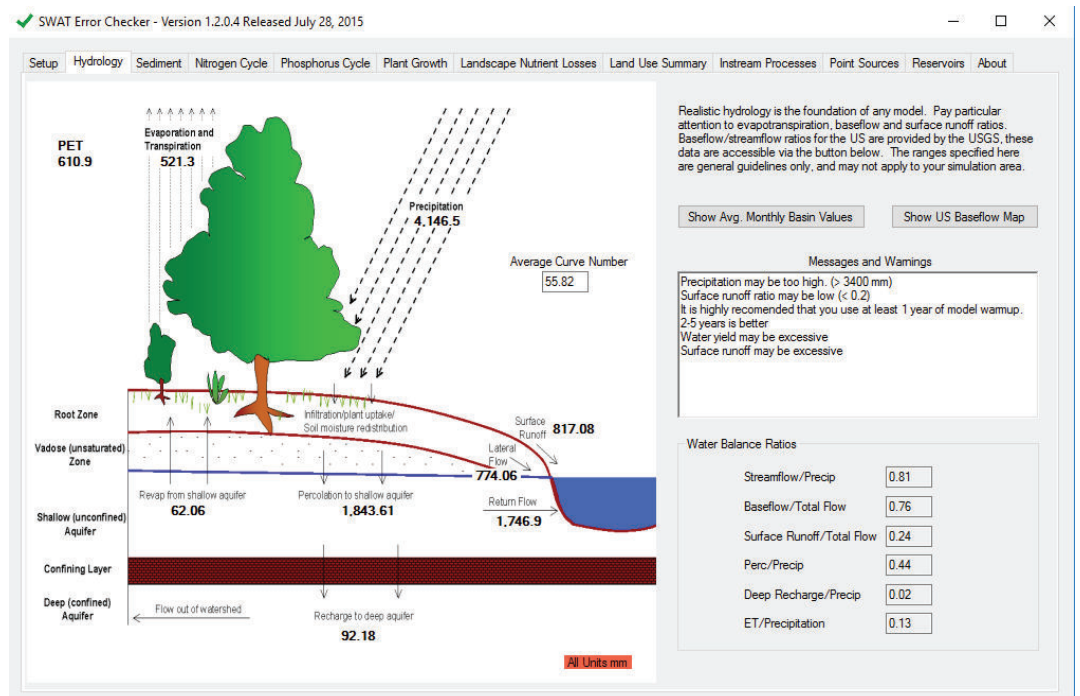 SWAT Error Checker - Version 1.2.0.4 Released July 28, 2015
Setup Hydrology Sediment Nitrogen Cycle Phosphorus Cycle Plant Growth Landscape Nutrient Losses Land Use Summary Instream Processes Point Sources Reservoirs About
PET
610.9
Evaporation and
Transpiration
521.3
Precipitation
4,146.5
Average Curve Number
55.82
Root Zone
Vadose (unsaturated)
Zone
Shallow (unconfined)
Aquifer
Confining Layer
Deep (confined)
Aquifer
Infiltration/plant uptake/
Soil moisture redistribution
Surface
Runoff 817.08
Lateral
Flow
774.06
Revap from shallow aquifer
62.06
Percolation to shallow aquifer
1,843.61
Return Flow
1,746.9
Flow out of watershed
Recharge to deep aquifer
92.18
All Units mm
Realistic hydrology is the foundation of any model. Pay particular
attention to evapotranspiration, baseflow and surface runoff ratios.
Baseflow/streamflow ratios for the US are provided by the USGS, these
data are accessible via the button below. The ranges specified here
are general guidelines only, and may not apply to your simulation area.
Show Avg. Monthly Basin Values Show US Baseflow Map
Messages and Warnings
Precipitation may be too high. (> 3400 mm)
Surface runoff ratio may be low (< 0.2)
It is highly recomended that you use at least 1 year of model warmup.
2-5 years is better
Water yield may be excessive
Surface runoff may be excessive
Water Balance Ratios
Streamflow/Precip 0.81
Baseflow/Total Flow 0.76
Surface Runoff/Total Flow 0.24
Perc/Precip 0.44
Deep Recharge/Precip 0.02
ET/Precipitation 0.13